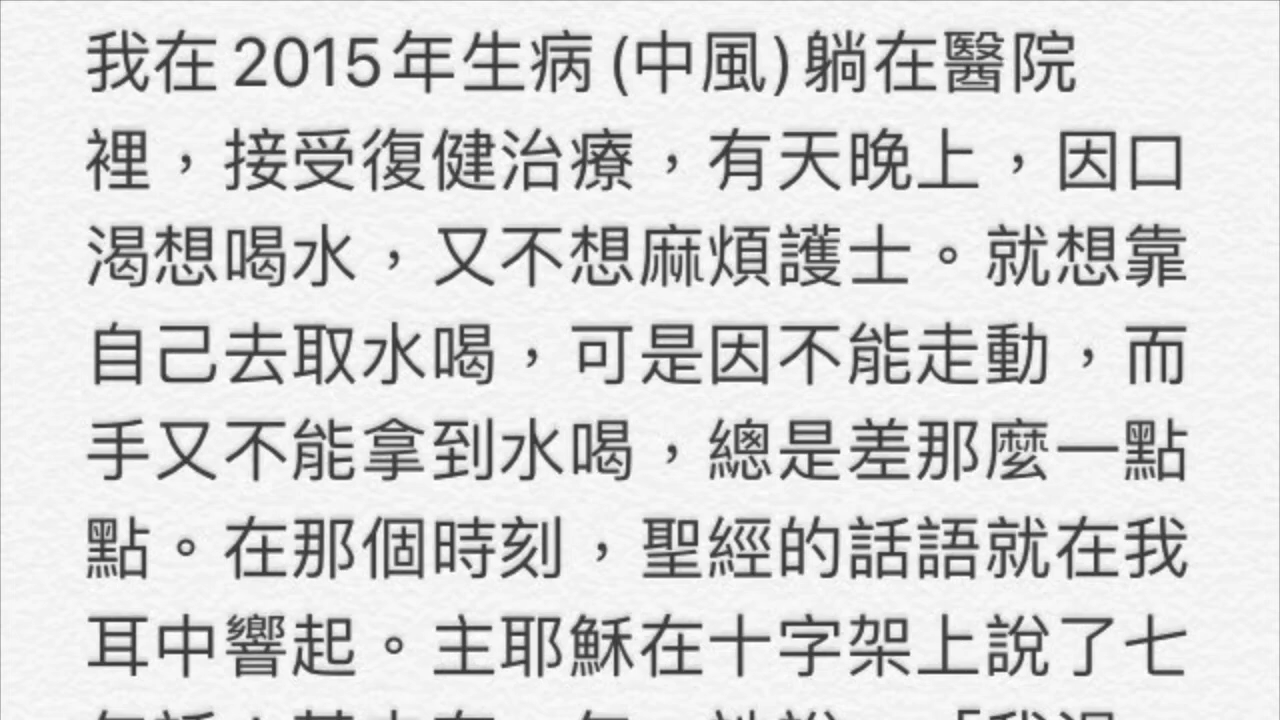 我在2015年生病(中風)躺在醫院
裡，接受復健治療，有天晚上，因口
渴想喝水，又不想麻煩護士。就想靠
自己去取水喝，可是因不能走動，而
手又不能拿到水喝，總是差那麼一點
點。在那個時刻，聖經的話語就在我
耳中響起。主耶穌在十字架上說了七